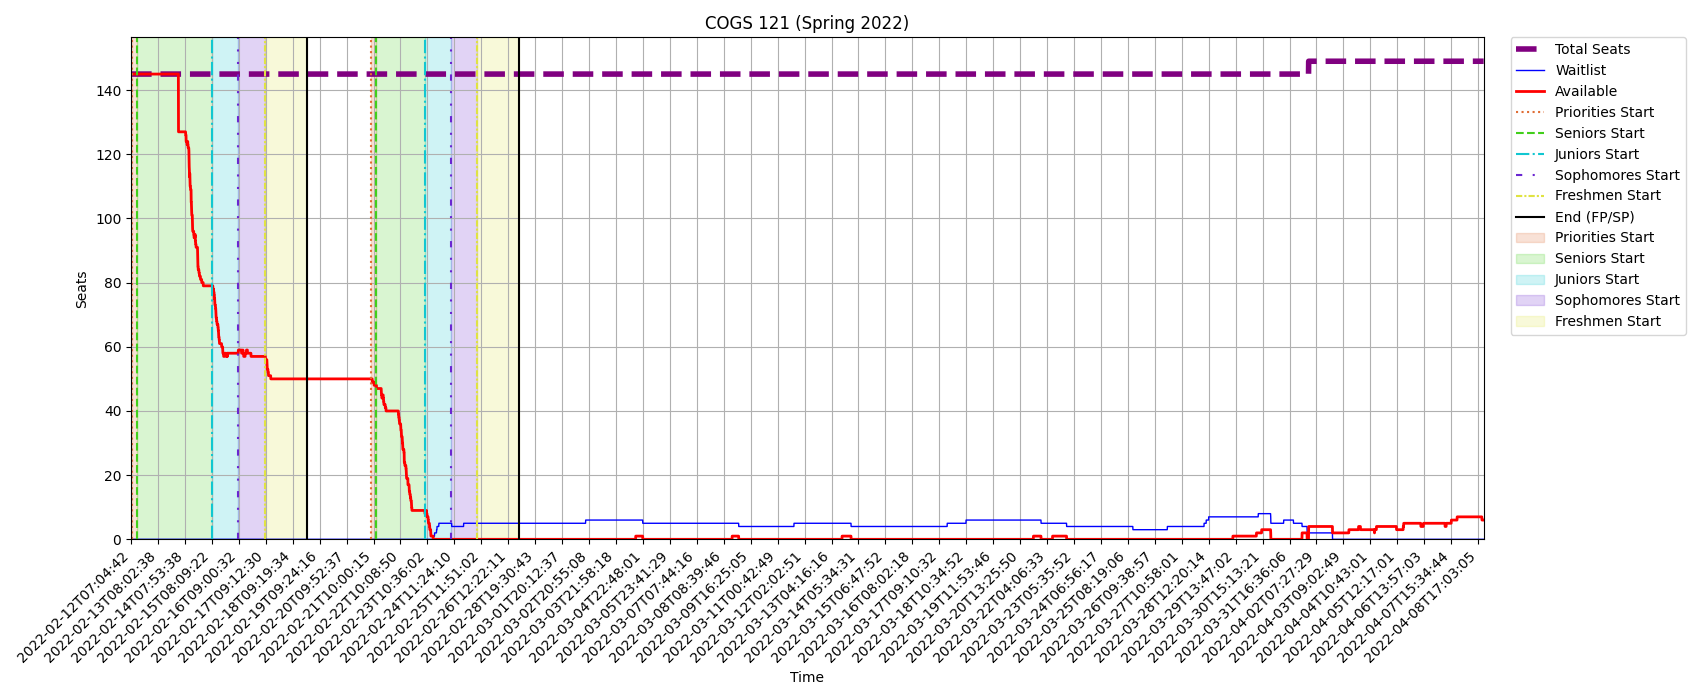 COGS 121 (Spring 2022)
Total Seats
Waitlist
Available
Priorities Start
Seniors Start
Juniors Start
Sophomores Start
Freshmen Start
End (FP/SP)
Priorities Start
Seniors Start
Juniors Start
Sophomores Start
Freshmen Start
Seats
140
120
100
80
60
40
20
0
2022-02-12T7:04:42
2022-02-13T08:02:38
2022-02-14T07:53:38
2022-02-15T08:09:22
2022-02-16T09:00:32
2022-02-17T09:12:30
2022-02-18T09:19:34
2022-02-19T09:24:16
2022-02-20T09:52:37
2022-02-21T10:00:15
2022-02-22T10:08:50
2022-02-23T10:36:02
2022-02-24T11:24:10
2022-02-25T11:51:02
2022-02-26T12:22:11
2022-02-28T19:30:43
2022-03-01T20:12:37
2022-03-02T20:55:08
2022-03-03T21:58:18
2022-03-04T22:48:01
2022-03-05T23:41:29
2022-03-07T07:44:16
2022-03-08T08:39:46
2022-03-09T16:25:05
2022-03-11T00:42:49
2022-03-12T02:02:51
2022-03-13T04:16:16
2022-03-14T05:34:31
2022-03-15T06:47:52
2022-03-16T08:02:18
2022-03-17T09:10:32
2022-03-18T10:34:52
2022-03-19T11:53:46
2022-03-20T13:25:50
2022-03-22T04:06:33
2022-03-23T05:35:52
2022-03-24T06:56:17
2022-03-25T08:19:06
2022-03-26T09:38:57
2022-03-27T10:58:01
2022-03-28T12:20:14
2022-03-29T13:47:02
2022-03-30T15:13:21
2022-03-31T16:36:06
2022-04-02T07:27:29
2022-04-03T09:02:49
2022-04-04T10:43:01
2022-04-05T12:17:01
2022-04-06T13:57:03
2022-04-07T15:34:44
2022-04-08T17:03:05
Time